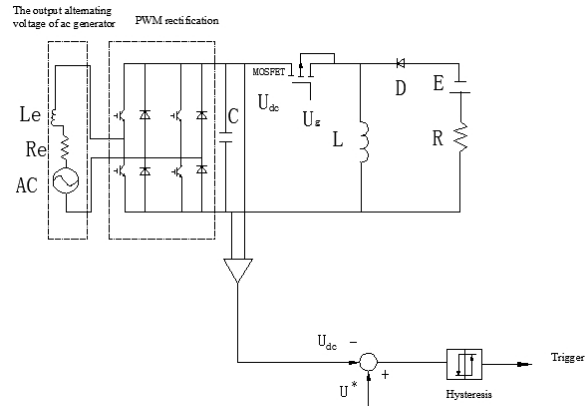 The output alternating
voltage of ac generator
PWM rectification
Le
Re
AC
C
MOSFET
Udc
Ug
L
D
E
R
Udc
−
+
U*
Hysteresis
Trigger